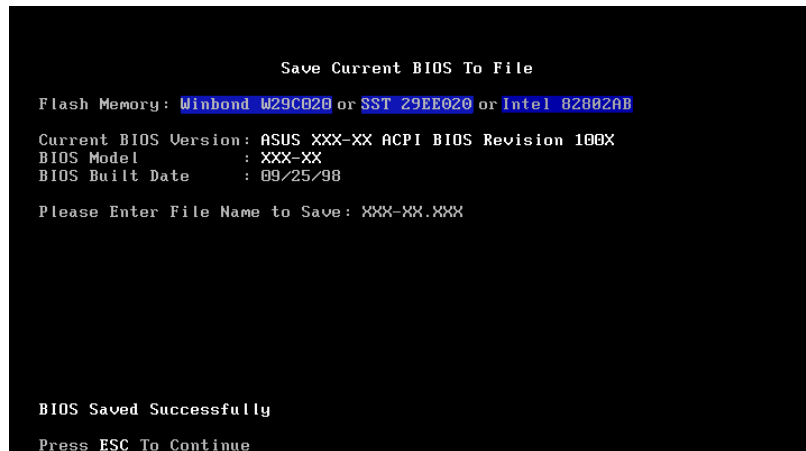 Save Current BIOS To File
Flash Memory: Winbond W29C020 or SST 29EE020 or Intel 82802AB
Current BIOS Version: ASUS XXX-XX ACPI BIOS Revision 100X
BIOS Model : XXX-XX
BIOS Built Date : 09/25/98
Please Enter File Name to Save: XXX-XX.XXX
BIOS Saved Successfully
Press ESC To Continue